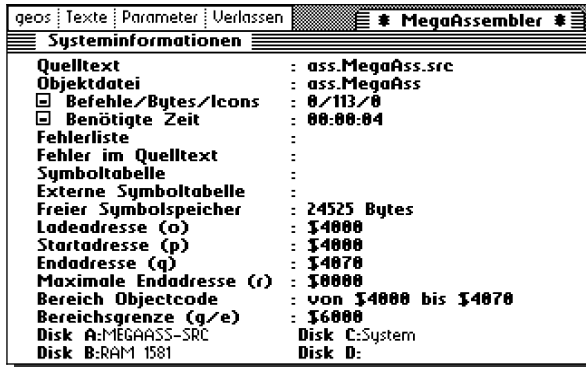 geos Texte Parameter Verlassen * MegaAssembler *
Systeminformationen
Quelltext : ass.MegaAss.src
Objektdatei : ass.MegaAss
Befehle/Bytes/Icons : 0/113/0
Benötigte Zeit : 00:00:04
Fehlerliste :
Fehler im Quelltext :
Symboltabelle :
Externe Symboltabelle :
Freier Symbolspeicher : 24525 Bytes
Ladeadresse (o) : $4000
Startadresse (p) : $4000
Endadresse (q) : $4070
Maximale Endadresse (r) : $0000
Bereich Objectcode : von $4000 bis $4070
Bereichsgrenze (g/e) : $6000
Disk A:MEGAASS-SRC Disk C:System
Disk B:RAM 1581 Disk D: